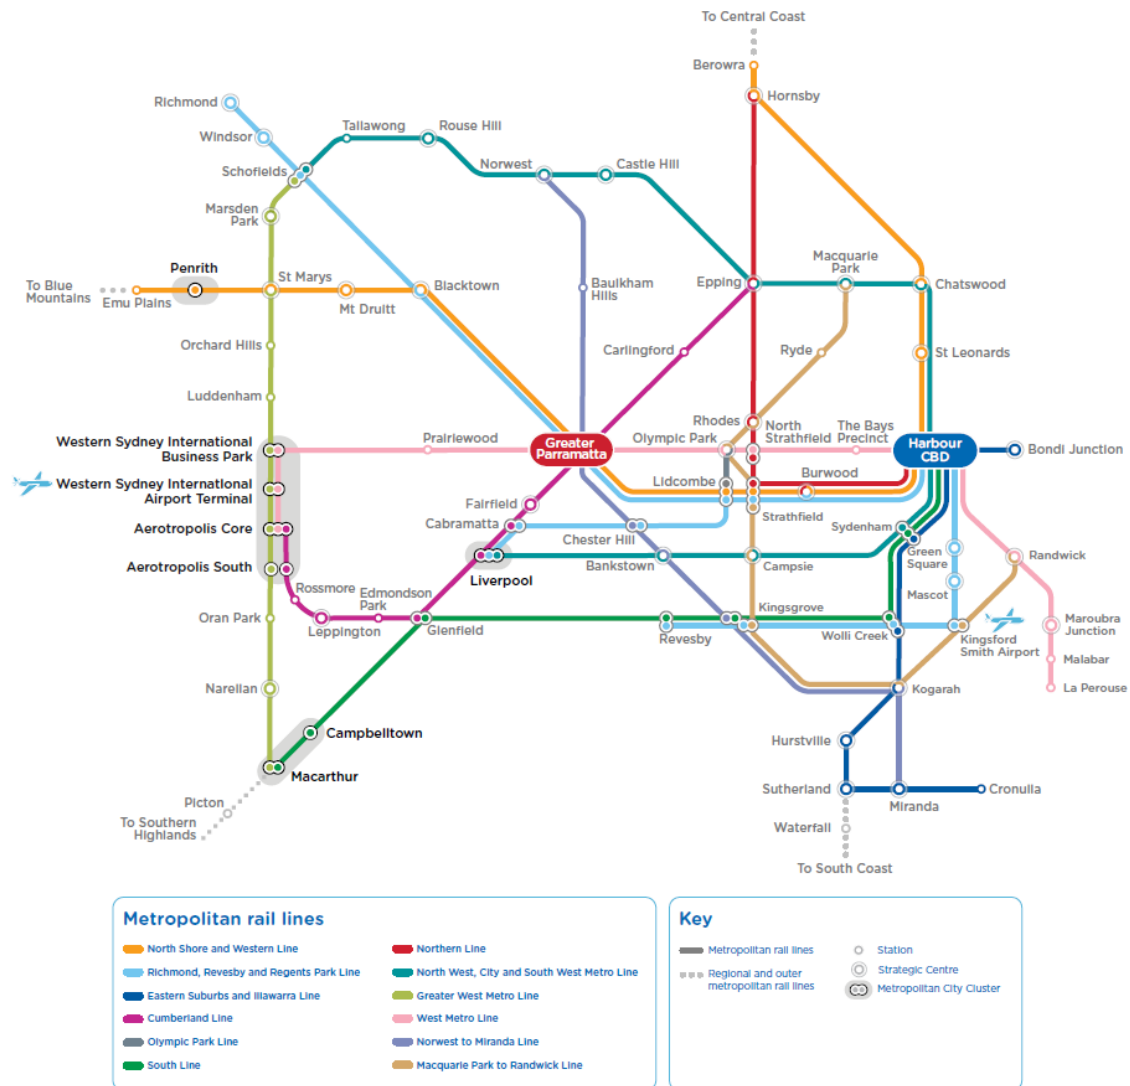 To Central Coast
Berowra
Hornsby
Richmond
Windsor
Tallawong
Rouse Hill
Schofields
Norwest
Castle Hill
Marsden
Park
Penrith
To Blue
Mountains
Emu Plains
St Marys
Mt Druitt
Blacktown
Baulkham
Hills
Epping
Macquarie
Park
Chatswood
Orchard Hills
Carlingford
Ryde
St Leonards
Luddenham
Western Sydney International
Business Park
Prairiewood
Greater
Parramatta
Rhodes
Olympic Park
North
Strathfield
The Bays
Precinct
Harbour
CBD
Bondi Junction
Western Sydney International
Airport Terminal
Lidcombe
Burwood
Fairfield
Strathfield
Aerotropolis Core
Cabramatta
Chester Hill
Sydenham
Green
Square
Randwick
Aerotropolis South
Liverpool
Bankstown
Campsie
Mascot
Rossmore
Edmondson
Park
Oran Park
Leppington
Glenfield
Revesby
Kingsgrove
Wolli Creek
Kingsford
Smith Airport
Maroubra
Junction
Malabar
La Perouse
Narellan
Kogarah
Campbelltown
Hurstville
Macarthur
Sutherland
Miranda
Cronulla
Picton
To Southern
Highlands
Waterfall
To South Coast
Metropolitan rail lines
North Shore and Western Line
Richmond, Revesby and Regents Park Line
Eastern Suburbs and Illawarra Line
Cumberland Line
Olympic Park Line
South Line
Northern Line
North West, City and South West Metro Line
Greater West Metro Line
West Metro Line
Norwest to Miranda Line
Macquarie Park to Randwick Line
Key
Metropolitan rail lines
Regional and outer
metropolitan rail lines
Station
Strategic Centre
Metropolitan City Cluster